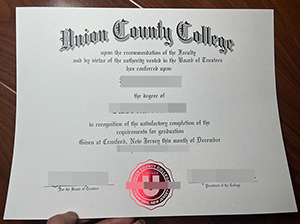 Union County College
upon the recommendation of the Faculty
and by virtue of the authority vested in the Board of Trustees
has conferred upon
the degree of
in recognition of the satisfactory completion of the
requirements for graduation
Given at Cranford, New Jersey this month of December
For the Board of Trustees
President of the College